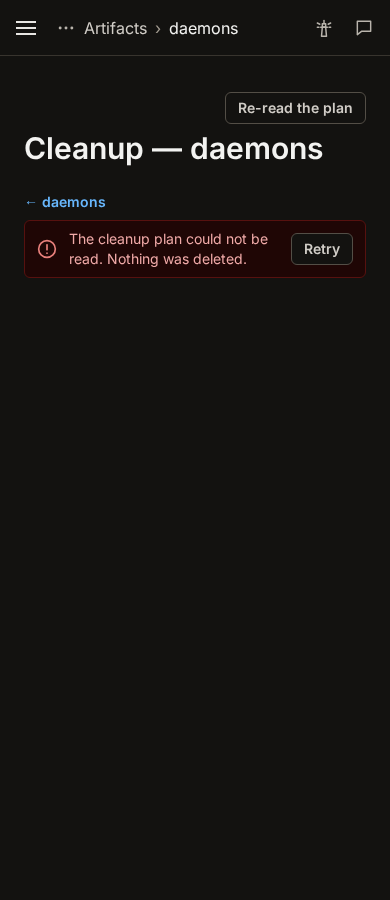 Artifacts › daemons
Re-read the plan
Cleanup — daemons
← daemons
The cleanup plan could not be
read. Nothing was deleted.
Retry